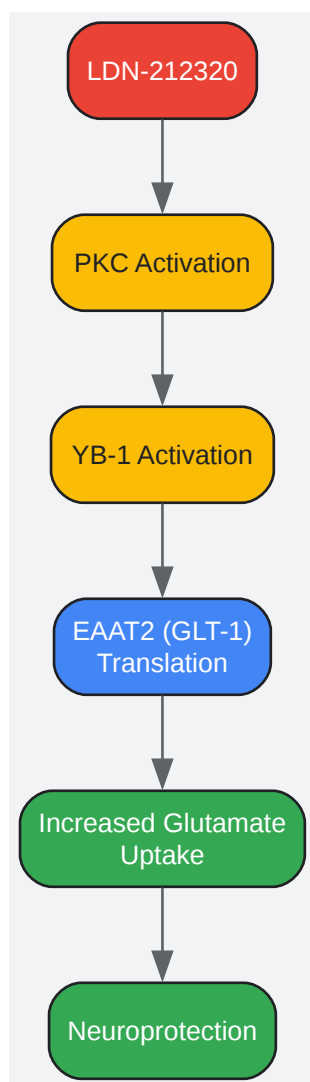 LDN-212320
PKC Activation
YB-1 Activation
EAAT2 (GLT-1)
Translation
Increased Glutamate
Uptake
Neuroprotection